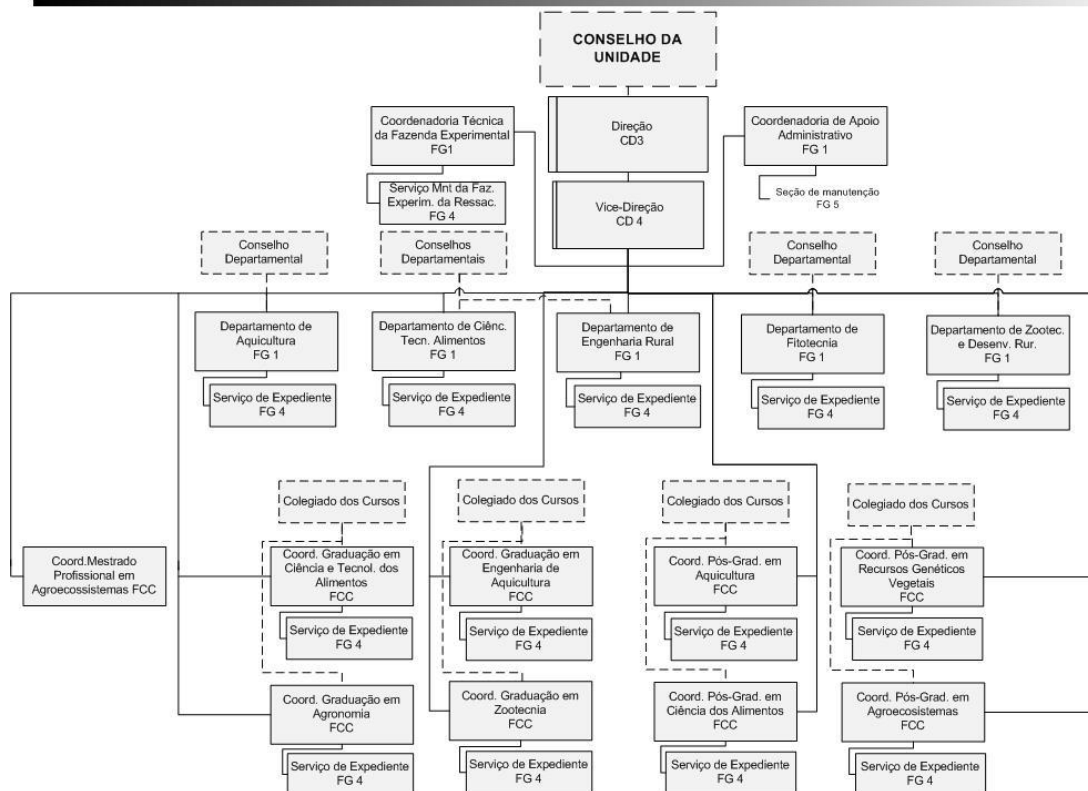 CONSELHO DA
UNIDADE
Coordenadoria Técnica
da Fazenda Experimental
FG1
Direção
CD3
Coordenadoria de Apoio
Administrativo
FG 1
Serviço Mnt da Faz.
Experim. da Ressac.
FG 4
Vice-Direção
CD 4
Seção de manutenção
FG 5
Conselho
Departamental
Conselhos
Departamentais
Conselho
Departamental
Conselho
Departamental
Departamento de
Aquicultura
FG 1
Departamento de Ciênc.
Tecn. Alimentos
FG 1
Departamento de
Engenharia Rural
FG 1
Departamento de
Fitotecnia
FG 1
Departamento de Zootec.
e Desenv. Rur.
FG 1
Serviço de Expediente
FG 4
Serviço de Expediente
FG 4
Serviço de Expediente
FG 4
Serviço de Expediente
FG 4
Serviço de Expediente
FG 4
Colegiado dos Cursos
Colegiado dos Cursos
Colegiado dos Cursos
Colegiado dos Cursos
Coord.Mestrado
Profissional em
Agroecossistemas FCC
Coord. Graduação em
Ciência e Tecnol. dos
Alimentos
FCC
Coord. Graduação em
Engenharia de
Aquicultura
FCC
Coord. Pós-Grad. em
Aquicultura
FCC
Coord. Pós-Grad. em
Recursos Genéticos
Vegetais
FCC
Serviço de Expediente
FG 4
Serviço de Expediente
FG 4
Serviço de Expediente
FG 4
Serviço de Expediente
FG 4
Coord. Graduação em
Agronomia
FCC
Coord. Graduação em
Zootecnia
FCC
Coord. Pós-Grad. em
Ciência dos Alimentos
FCC
Coord. Pós-Grad. em
Agroecosistemas
FCC
Serviço de Expediente
FG 4
Serviço de Expediente
FG 4
Serviço de Expediente
FG 4
Serviço de Expediente
FG 4